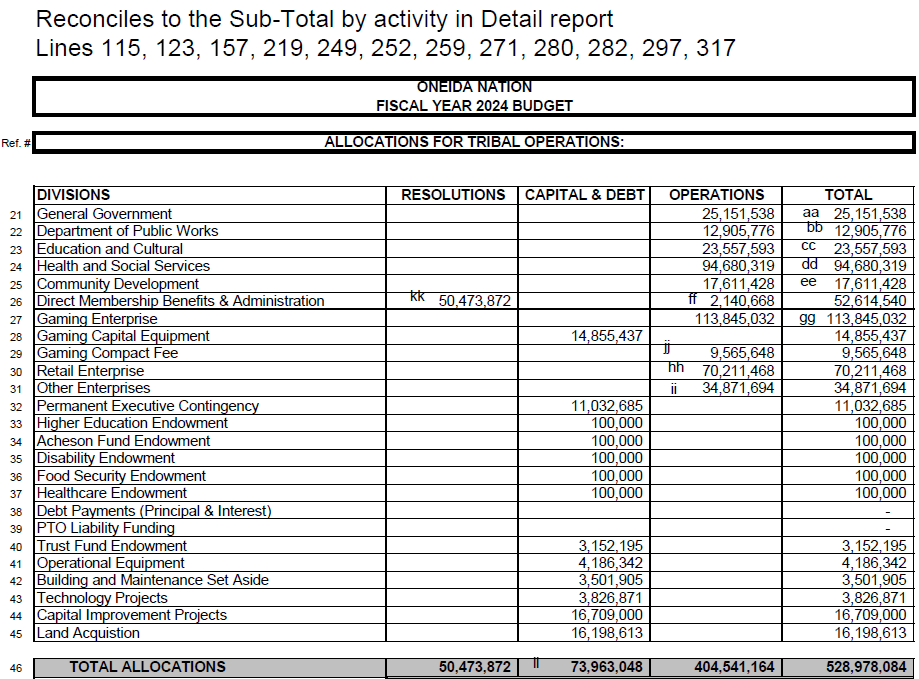 Reconciles to the Sub-Total by activity in Detail report
Lines 115, 123, 157, 219, 249, 252, 259, 271, 280, 282, 297, 317
ONEIDA NATION
FISCAL YEAR 2024 BUDGET
Ref. # ALLOCATIONS FOR TRIBAL OPERATIONS:
DIVISIONS RESOLUTIONS CAPITAL & DEBT OPERATIONS TOTAL
21 General Government 25,151,538 aa 25,151,538
22 Department of Public Works 12,905,776 bb 12,905,776
23 Education and Cultural 23,557,593 cc 23,557,593
24 Health and Social Services 94,680,319 dd 94,680,319
25 Community Development 17,611,428 ee 17,611,428
26 Direct Membership Benefits & Administration kk 50,473,872 ff 2,140,668 52,614,540
27 Gaming Enterprise 113,845,032 gg 113,845,032
28 Gaming Capital Equipment 14,855,437 14,855,437
29 Gaming Compact Fee jj 9,565,648 9,565,648
30 Retail Enterprise hh 70,211,468 70,211,468
31 Other Enterprises ii 34,871,694 34,871,694
32 Permanent Executive Contingency 11,032,685 11,032,685
33 Higher Education Endowment 100,000 100,000
34 Acheson Fund Endowment 100,000 100,000
35 Disability Endowment 100,000 100,000
36 Food Security Endowment 100,000 100,000
37 Healthcare Endowment 100,000 100,000
38 Debt Payments (Principal & Interest) -
39 PTO Liability Funding -
40 Trust Fund Endowment 3,152,195 3,152,195
41 Operational Equipment 4,186,342 4,186,342
42 Building and Maintenance Set Aside 3,501,905 3,501,905
43 Technology Projects 3,826,871 3,826,871
44 Capital Improvement Projects 16,709,000 16,709,000
45 Land Acquistion 16,198,613 16,198,613
46 TOTAL ALLOCATIONS 50,473,872 ll 73,963,048 404,541,164 528,978,084